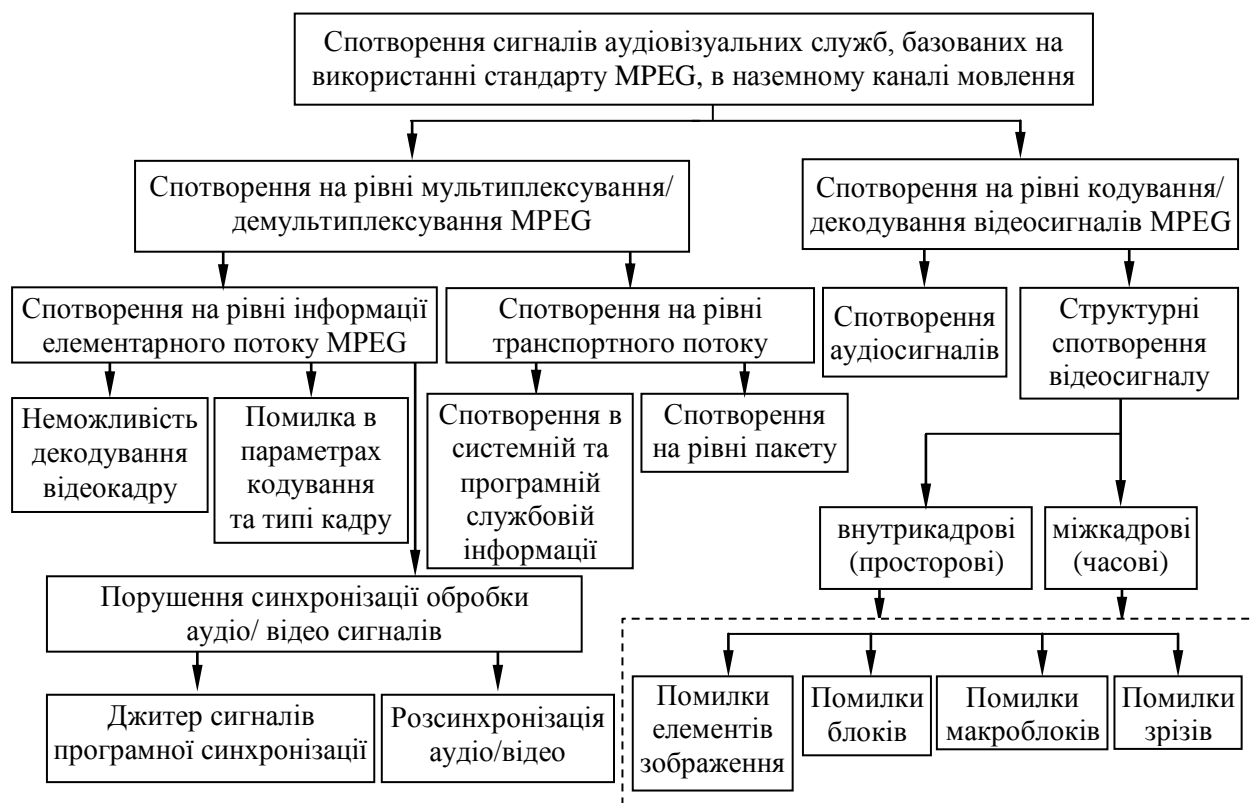 Спотворення сигналів аудіовізуальних служб, базованих на
використанні стандарту MPEG, в наземному каналі мовлення
Спотворення на рівні мультиплексування/
демультиплексування MPEG
Спотворення на рівні кодування/
декодування відеосигналів MPEG
Спотворення на рівні інформації
елементарного потоку MPEG
Спотворення на рівні
транспортного потоку
Спотворення
аудіосигналів
Структурні
спотворення
відеосигналу
Неможливість
декодування
відеокадру
Помилка в
параметрах
кодування
та типі кадру
Спотворення в
системній та
програмній
службовій
інформації
Спотворення
на рівні пакету
внутрикадрові
(просторові)
міжкадрові
(часові)
Порушення синхронізації обробки
аудіо/ відео сигналів
Джитер сигналів
програмної синхронізації
Розсинхронізація
аудіо/відео
Помилки
елементів
зображення
Помилки
блоків
Помилки
макроблоків
Помилки
зрізів